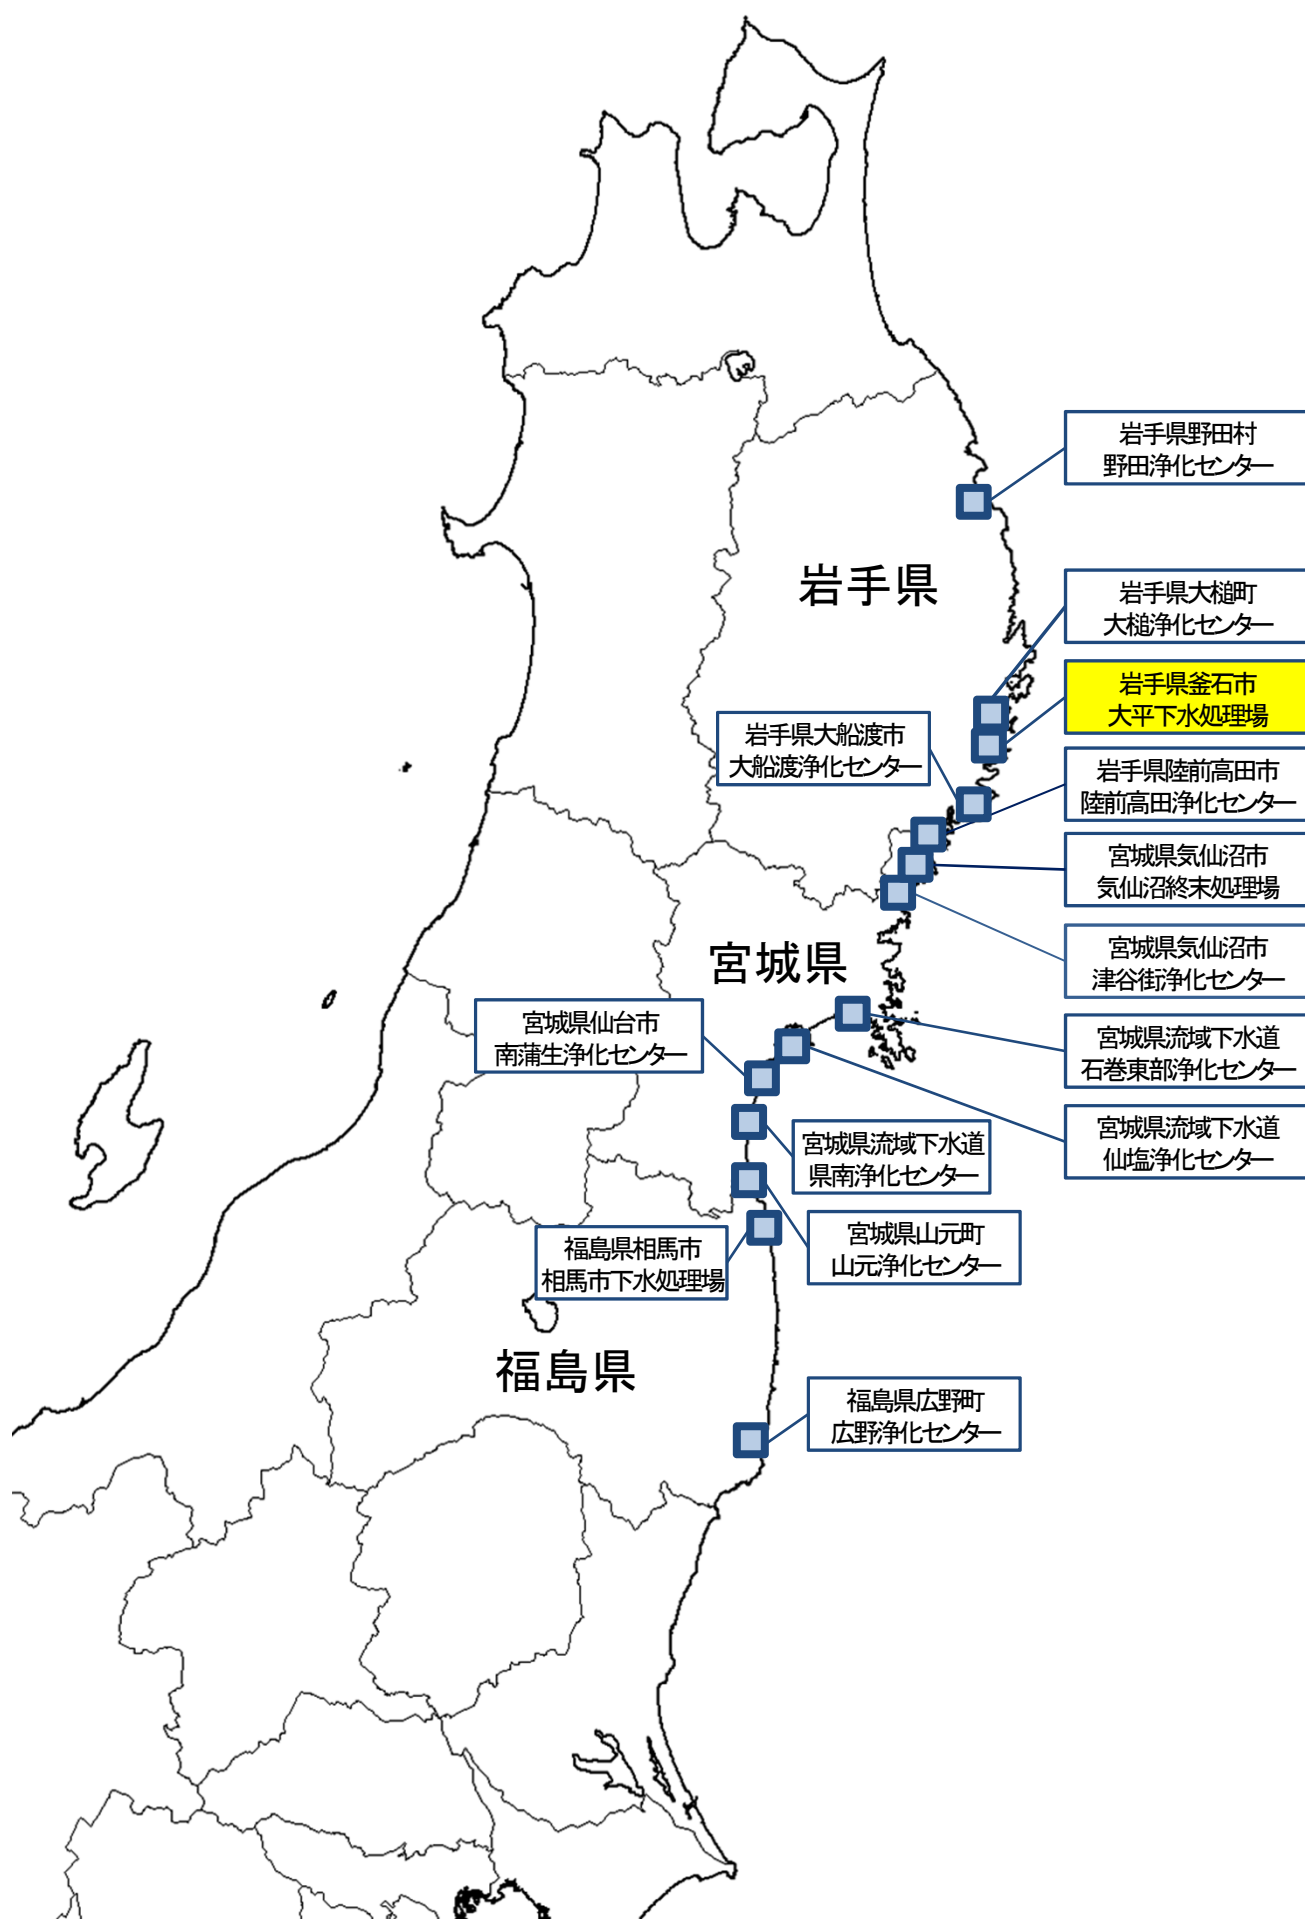 岩手県野田村
野田浄化センター
岩手県
岩手県大槌町
大槌浄化センター
岩手県釜石市
大平下水処理場
岩手県大船渡市
大船渡浄化センター
岩手県陸前高田市
陸前高田浄化センター
宮城県気仙沼市
気仙沼終末処理場
宮城県
宮城県気仙沼市
津谷街浄化センター
宮城県仙台市
南蒲生浄化センター
宮城県流域下水道
石巻東部浄化センター
宮城県流域下水道
仙塩浄化センター
宮城県流域下水道
県南浄化センター
宮城県山元町
山元浄化センター
福島県相馬市
相馬市下水処理場
福島県
福島県広野町
広野浄化センター